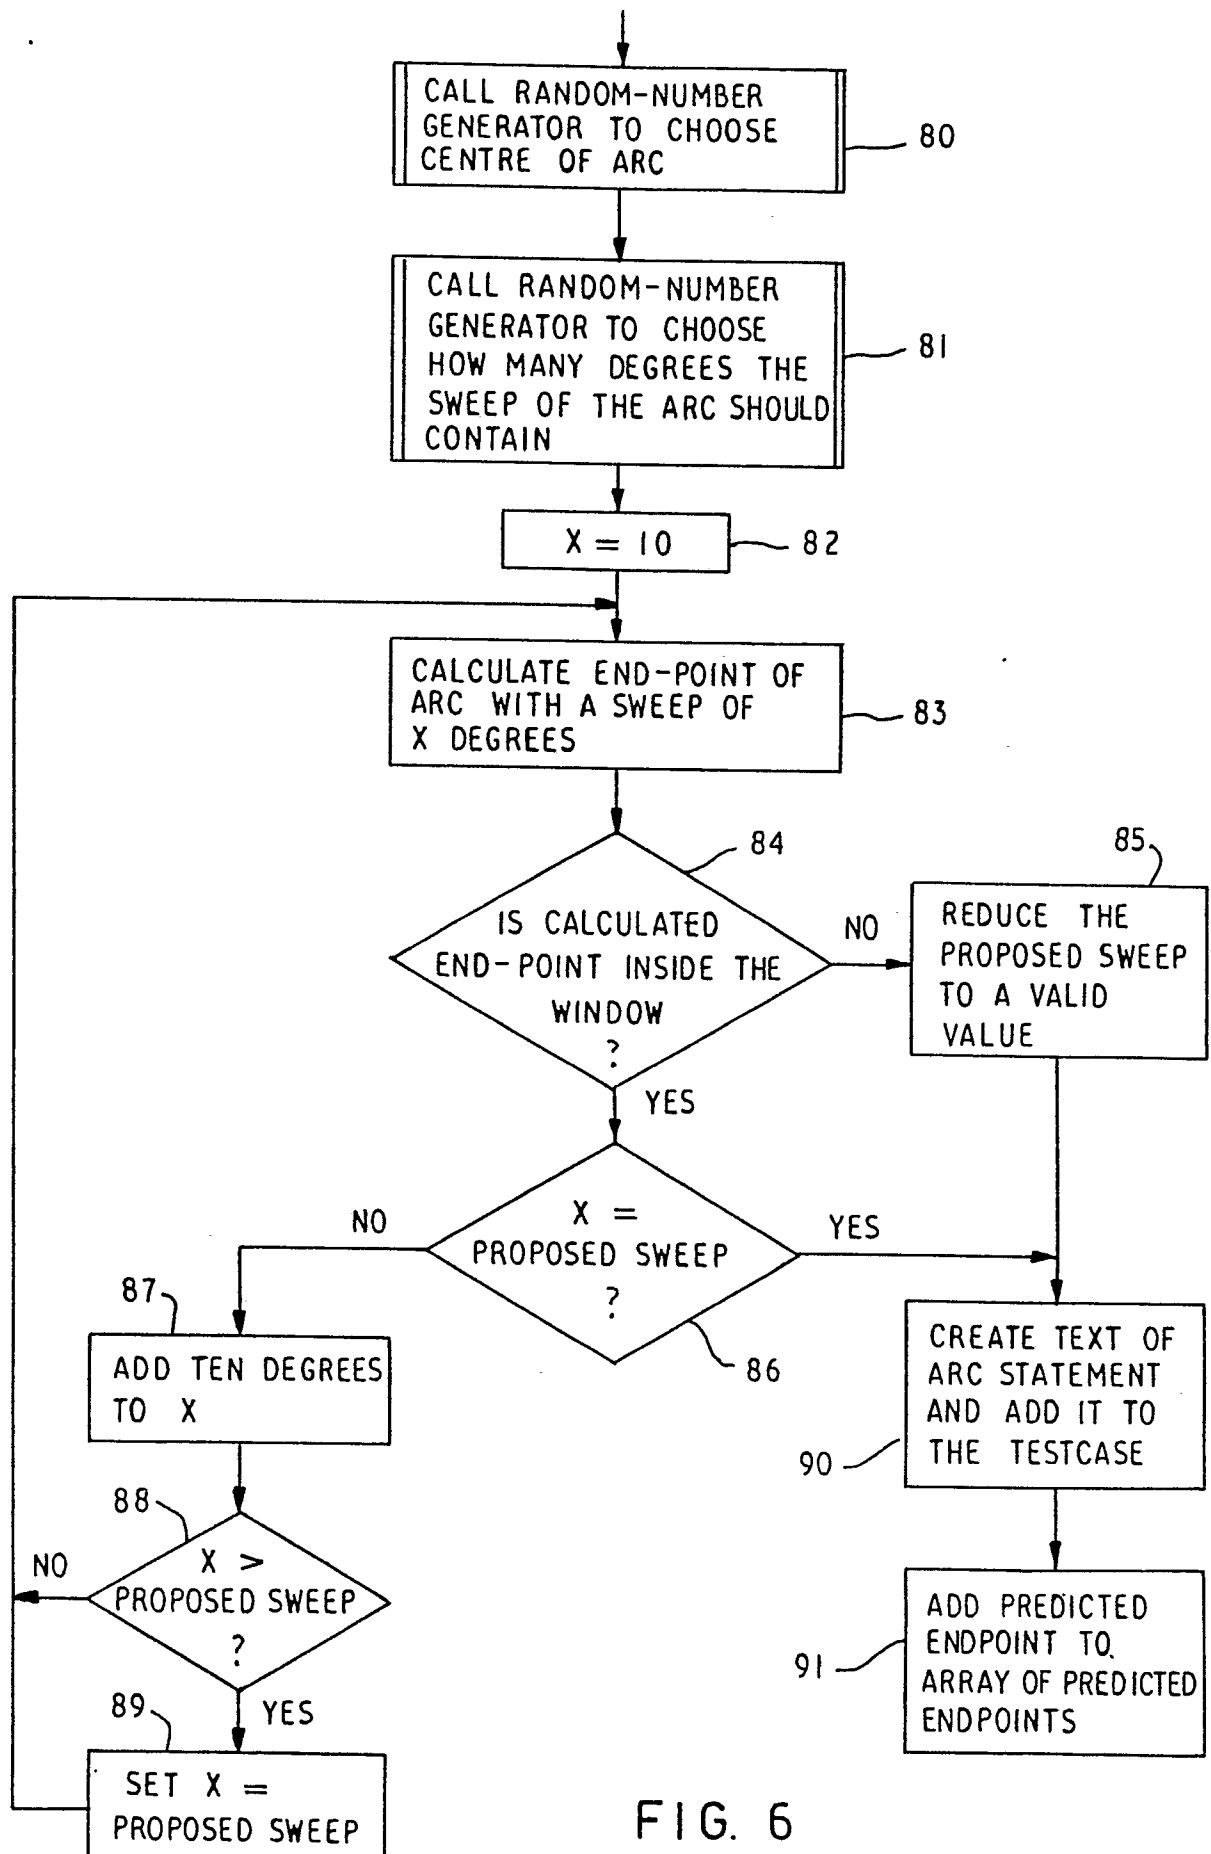 CALL RANDOM-NUMBER
GENERATOR TO CHOOSE
CENTRE OF ARC
80
CALL RANDOM-NUMBER
GENERATOR TO CHOOSE
HOW MANY DEGREES THE
SWEEP OF THE ARC SHOULD
CONTAIN
81
X = 10
82
CALCULATE END-POINT OF
ARC WITH A SWEEP OF
X DEGREES
83
84
IS CALCULATED
END-POINT INSIDE THE
WINDOW
?
NO
YES
85
REDUCE THE
PROPOSED SWEEP
TO A VALID
VALUE
X =
PROPOSED SWEEP
?
NO
YES
86
87
ADD TEN DEGREES
TO X
88
X >
PROPOSED SWEEP
?
NO
YES
89
SET X =
PROPOSED SWEEP
CREATE TEXT OF
ARC STATEMENT
AND ADD IT TO
THE TESTCASE
90
ADD PREDICTED
ENDPOINT TO
ARRAY OF PREDICTED
ENDPOINTS
91
FIG. 6